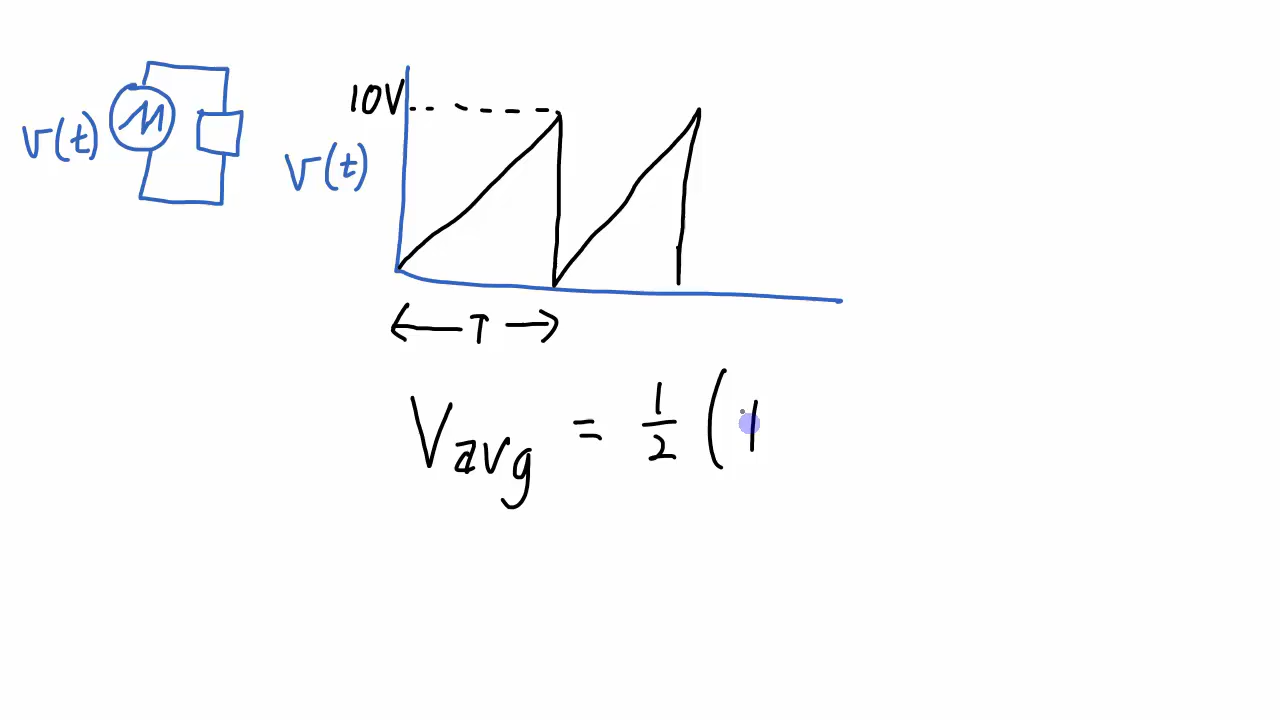 10V
v(t)
v(t)
T
Vavg = 1/2 ( 1